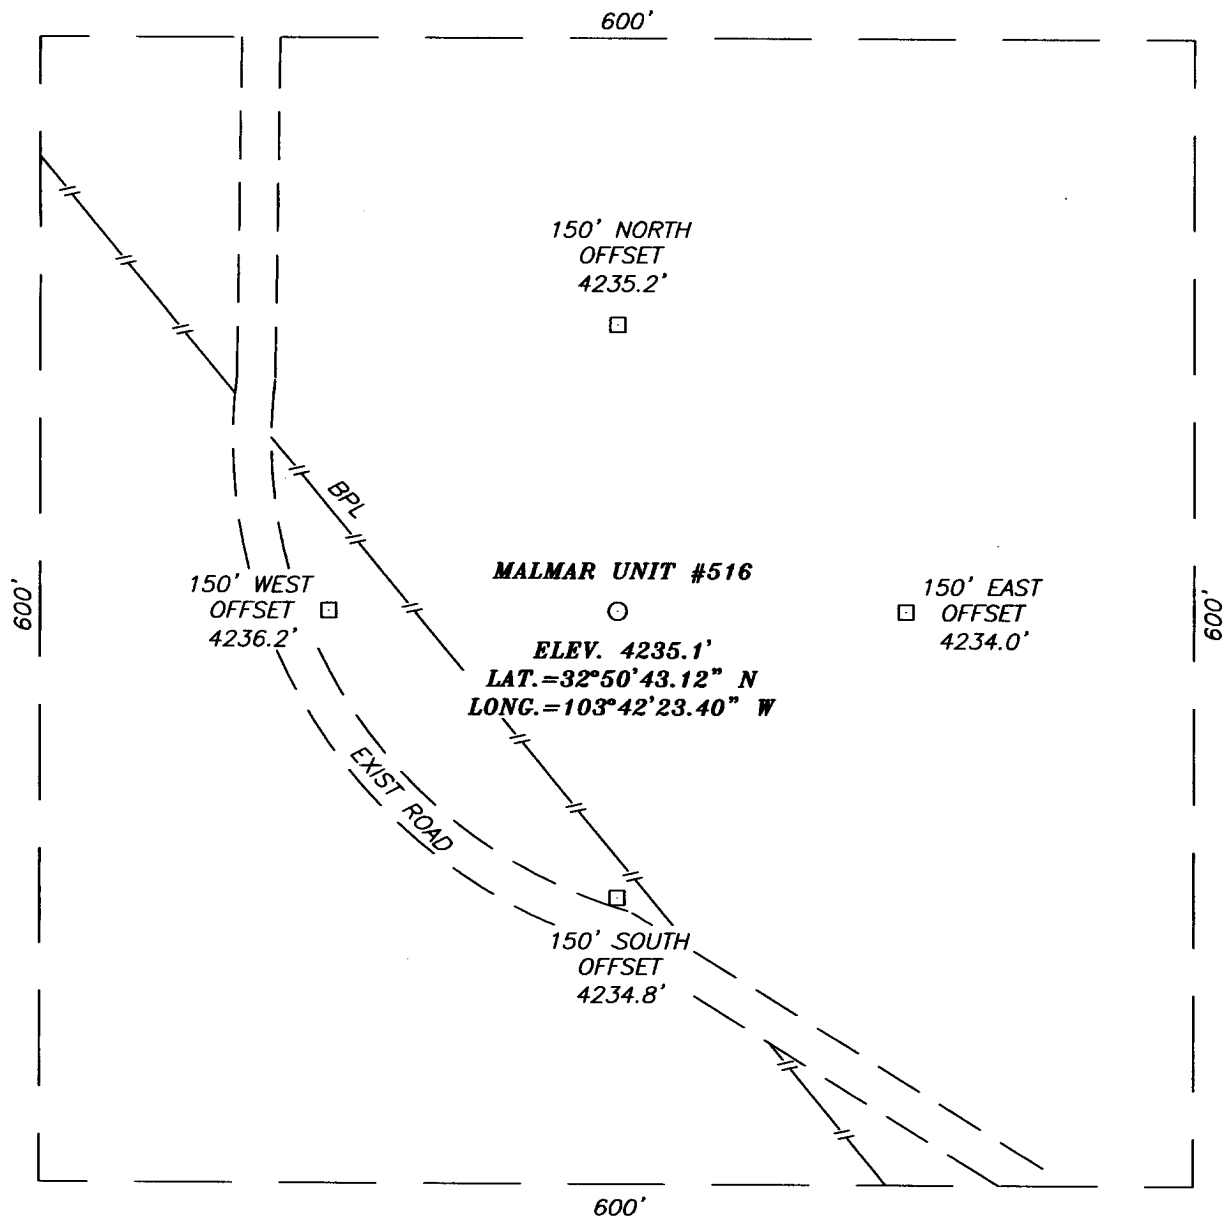 600'
150' NORTH
OFFSET
4235.2'
BPL
MALMAR UNIT #516
150' WEST
OFFSET
4236.2'
600'
150' EAST
OFFSET
4234.0'
600'
ELEV. 4235.1'
LAT.=32°50'43.12" N
LONG.=103°42'23.40" W
EXIST ROAD
150' SOUTH
OFFSET
4234.8'
600'